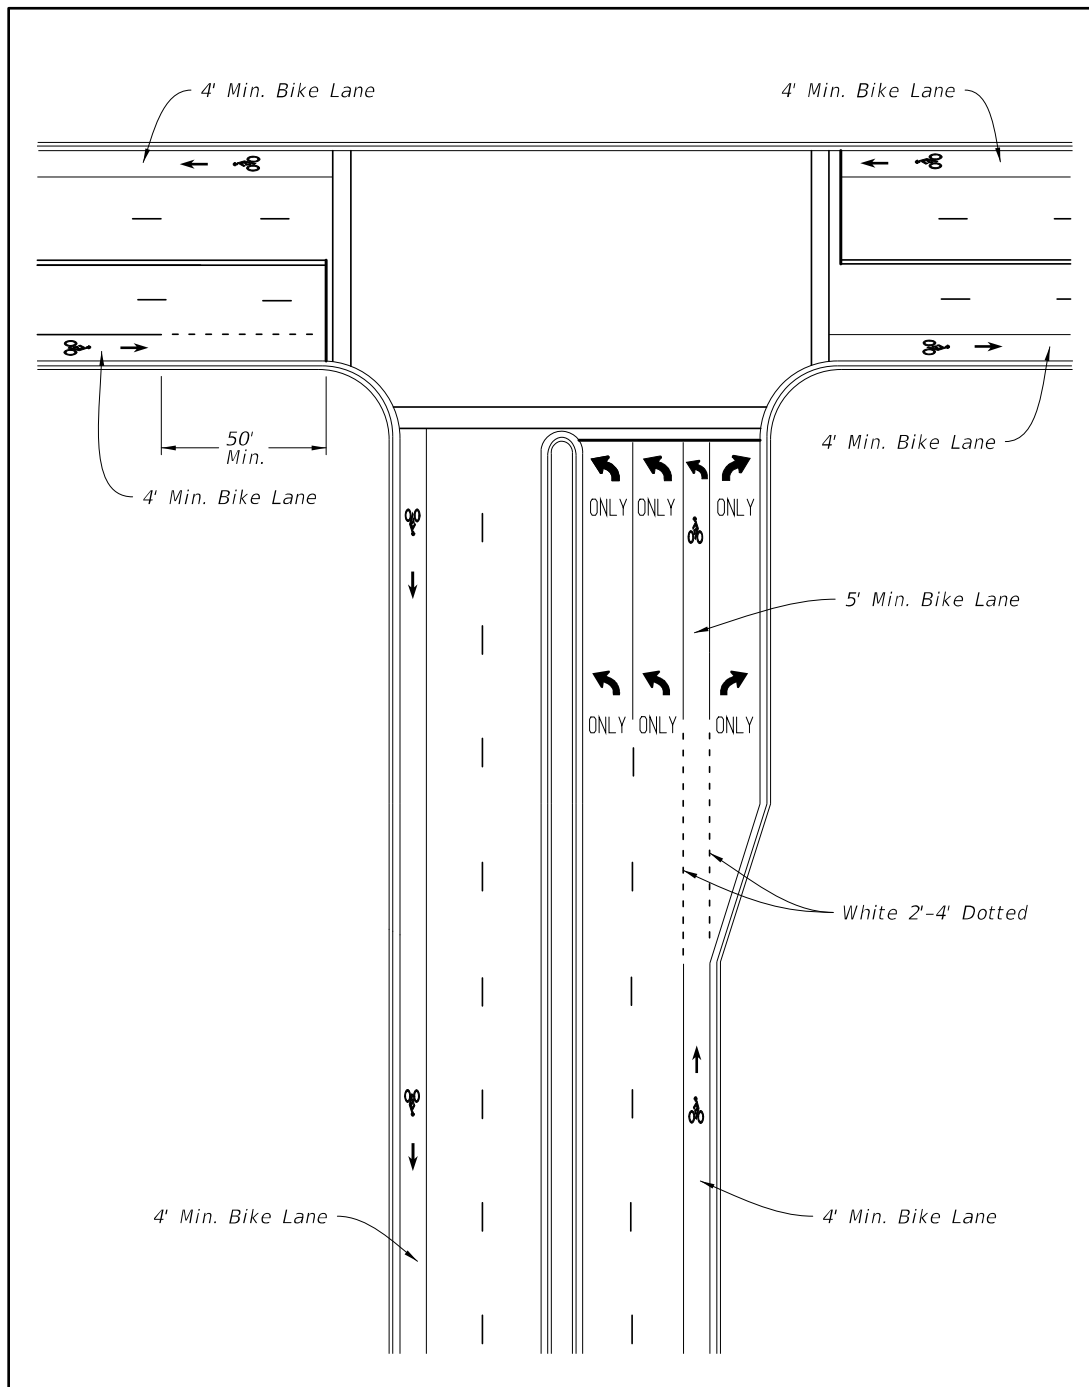 4' Min. Bike Lane
4' Min. Bike Lane
50'
Min.
4' Min. Bike Lane
4' Min. Bike Lane
ONLY ONLY ONLY
5' Min. Bike Lane
ONLY ONLY ONLY
White 2'-4' Dotted
4' Min. Bike Lane
4' Min. Bike Lane